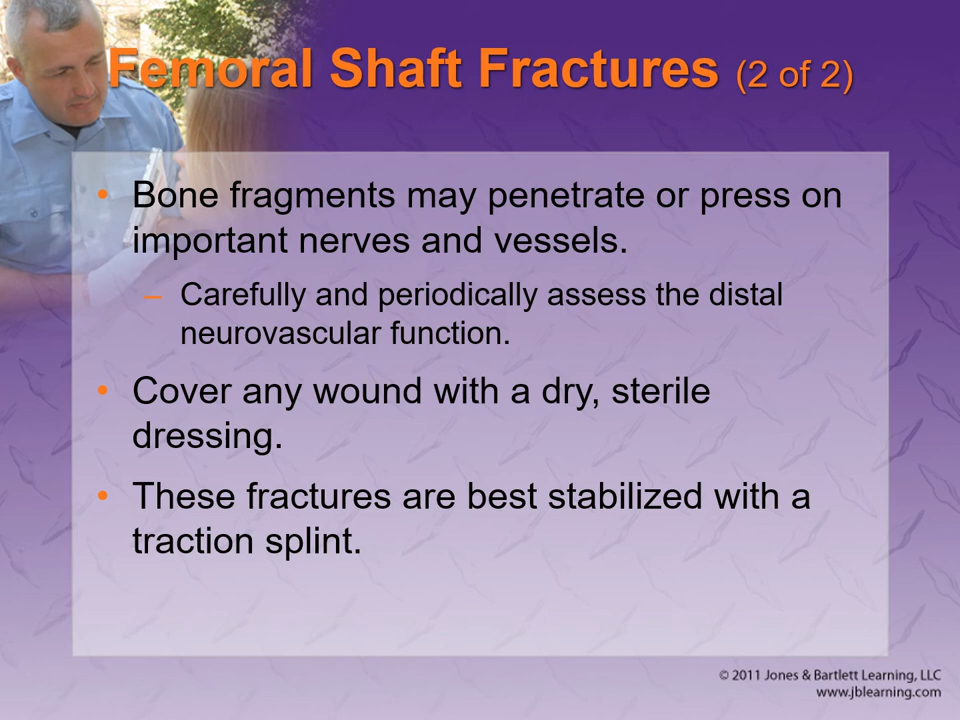 Femoral Shaft Fractures (2 of 2)
• Bone fragments may penetrate or press on
important nerves and vessels.
– Carefully and periodically assess the distal
neurovascular function.
• Cover any wound with a dry, sterile
dressing.
• These fractures are best stabilized with a
traction splint.
© 2011 Jones & Bartlett Learning, LLC
www.jblearning.com